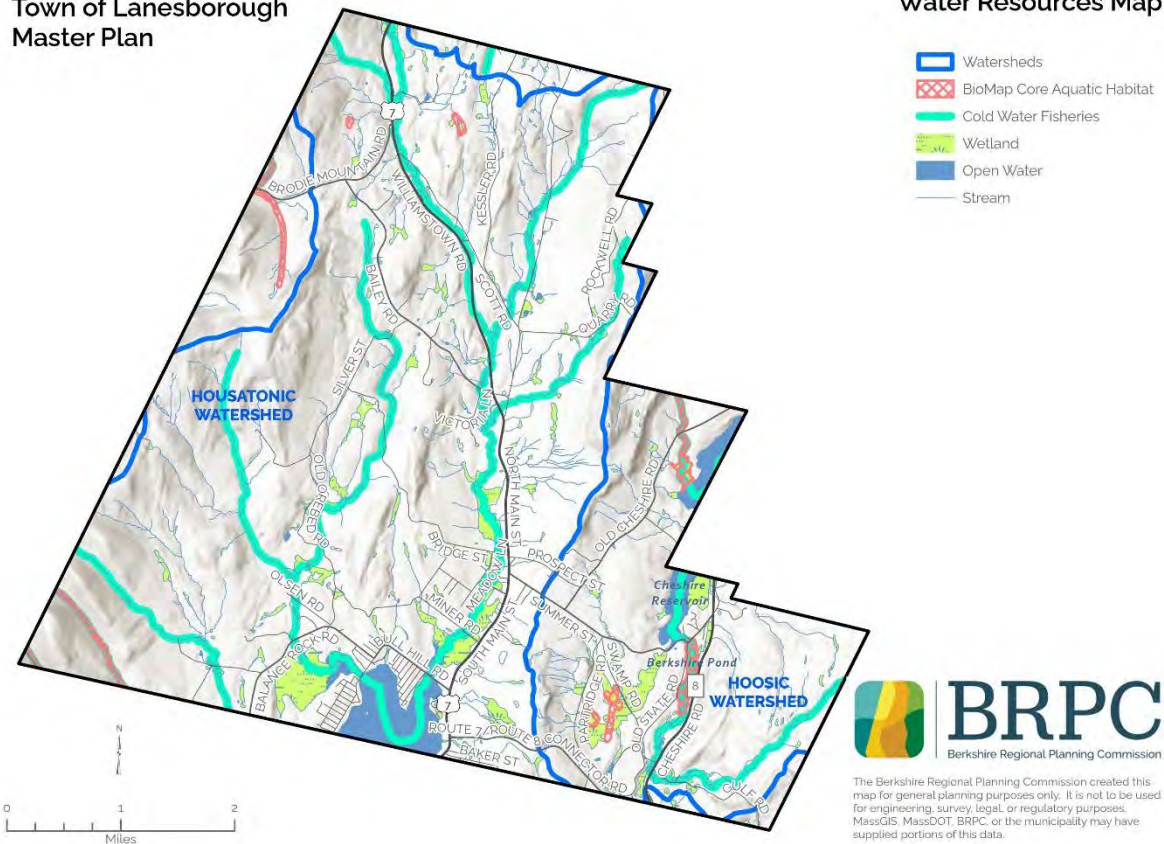 Town of Lanesborough
Master Plan
Water Resources Map
Watersheds
BioMap Core Aquatic Habitat
Cold Water Fisheries
Wetland
Open Water
Stream
7
BRODIE MOUNTAIN RD
WILLIAMSTOWN RD
KESSLER RD
ROCKWELL RD
BAILEY RD
SCOTT RD
QUARRY RD
SILVER ST
HOUSATONIC
WATERSHED
VICTORIA LN
NORTH MAIN ST
OLD OREBED RD
OLD CHESHIRE RD
BRIDGE ST
PROSPECT ST
MEADOW LN
OLSEN RD
MINER RD
SUMMER ST
Cheshire
Reservoir
BALANCE ROCK RD
BULL HILL RD
SOUTH MAIN ST
PARTRIDGE RD
SWAMP RD
Berkshire Pond
OLD STATE RD
8
HOOSIC
WATERSHED
7
ROUTE 7/ROUTE 8 CONNECTOR RD
CHESHIRE RD
BAKER ST
GULF RD
N
0 1 2
Miles
BRPC
Berkshire Regional Planning Commission
The Berkshire Regional Planning Commission created this
map for general planning purposes only. It is not to be used
for engineering, survey, legal, or regulatory purposes.
MassGIS, MassDOT, BRPC, or the municipality may have
supplied portions of this data.